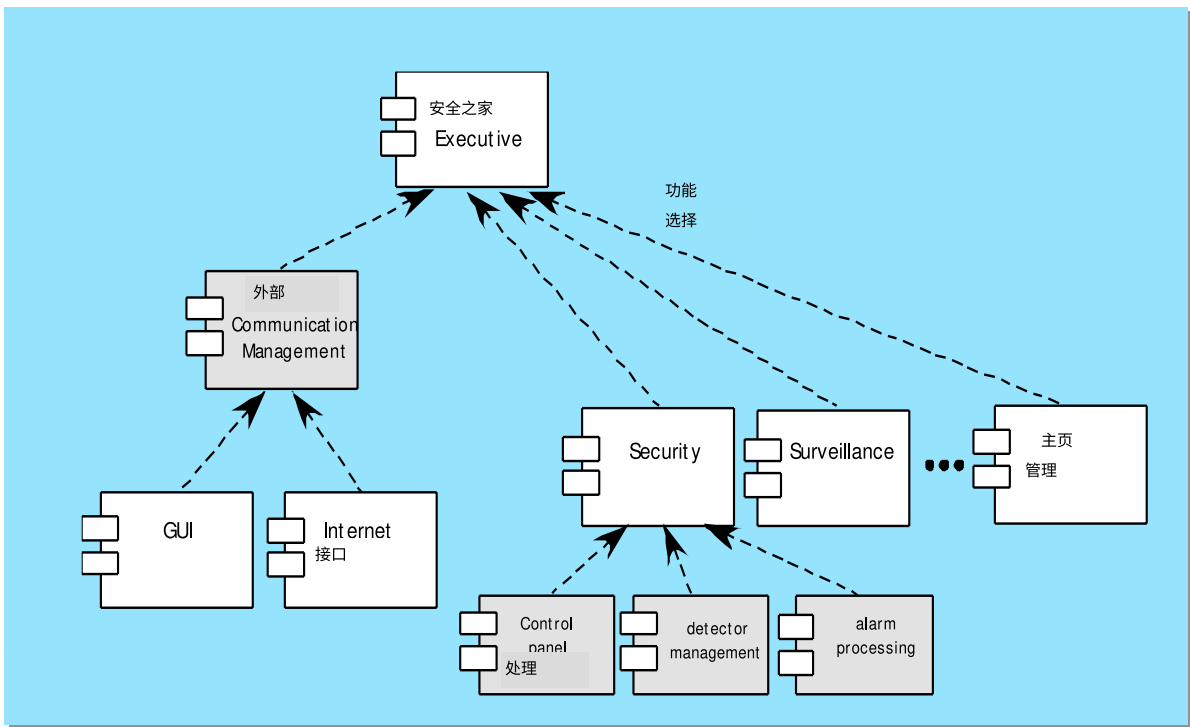 安全之家
Executive
功能
选择
外部
Communication
Management
GUI
Internet
接口
Security
Surveillance
主页
管理
Control
panel
处理
detector
management
alarm
processing